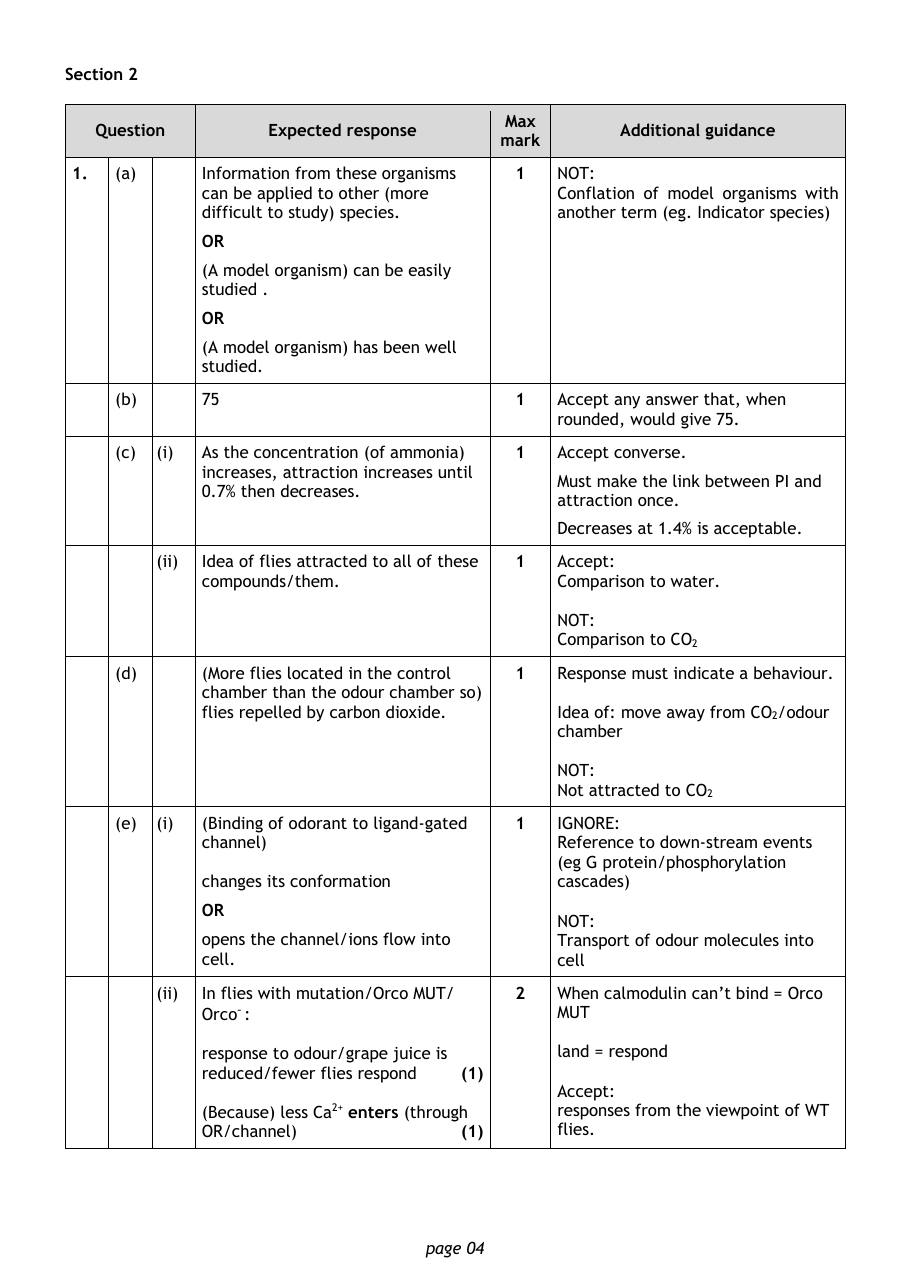 Section 2
Question
Expected response
Max
mark
Additional guidance
1.
(a)
Information from these organisms
can be applied to other (more
difficult to study) species.
OR
(A model organism) can be easily
studied .
OR
(A model organism) has been well
studied.
1
NOT:
Conflation of model organisms with
another term (eg. Indicator species)
(b)
75
1
Accept any answer that, when
rounded, would give 75.
(c)
(i)
As the concentration (of ammonia)
increases, attraction increases until
0.7% then decreases.
1
Accept converse.
Must make the link between PI and
attraction once.
Decreases at 1.4% is acceptable.
(ii)
Idea of flies attracted to all of these
compounds/them.
1
Accept:
Comparison to water.
NOT:
Comparison to CO₂
(d)
(More flies located in the control
chamber than the odour chamber so)
flies repelled by carbon dioxide.
1
Response must indicate a behaviour.
Idea of: move away from CO₂/odour
chamber
NOT:
Not attracted to CO₂
(e)
(i)
(Binding of odorant to ligand-gated
channel)
changes its conformation
OR
opens the channel/ions flow into
cell.
1
IGNORE:
Reference to down-stream events
(eg G protein/phosphorylation
cascades)
NOT:
Transport of odour molecules into
cell
(ii)
In flies with mutation/Orco MUT/
Orco⁻ :
response to odour/grape juice is
reduced/fewer flies respond (1)
(Because) less Ca²⁺ enters (through
OR/channel) (1)
2
When calmodulin can’t bind = Orco
MUT
land = respond
Accept:
responses from the viewpoint of WT
flies.
page 04